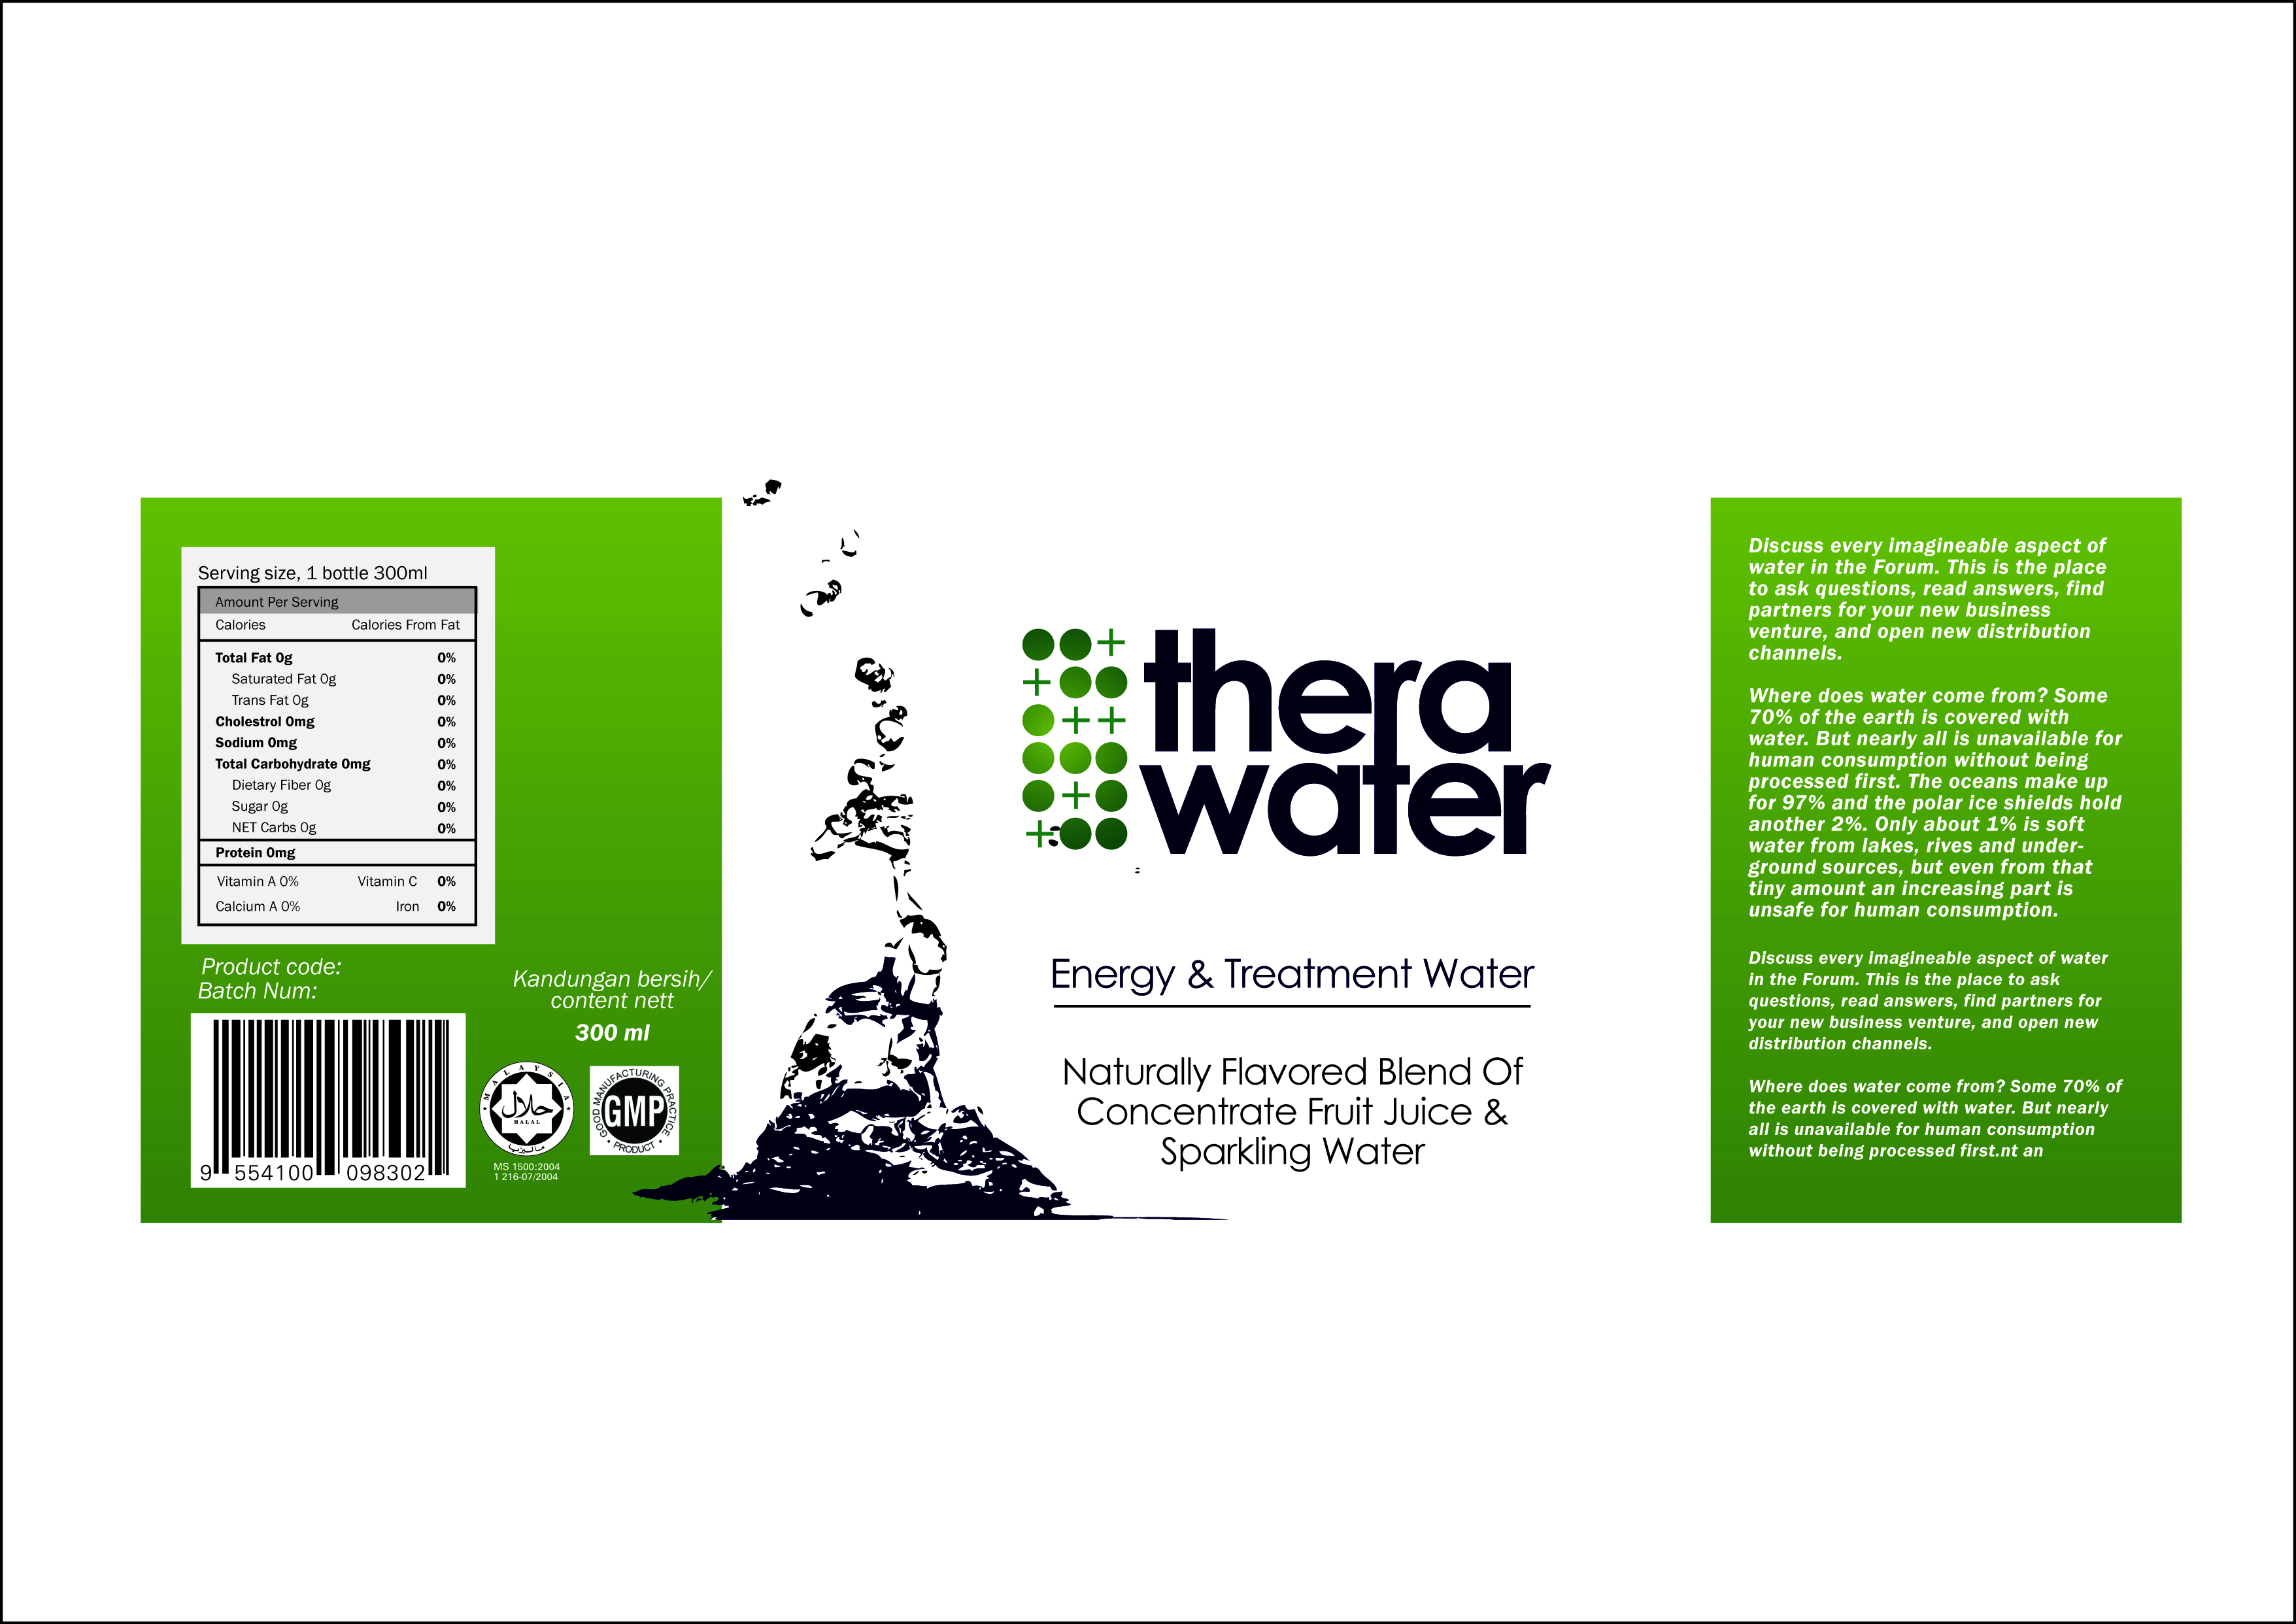 Serving size, 1 bottle 300ml
Amount Per Serving
Calories Calories From Fat
Total Fat 0g 0%
Saturated Fat 0g 0%
Trans Fat 0g 0%
Cholestrol 0mg 0%
Sodium 0mg 0%
Total Carbohydrate 0mg 0%
Dietary Fiber 0g 0%
Sugar 0g 0%
NET Carbs 0g 0%
Protein 0mg
Vitamin A 0% Vitamin C 0%
Calcium A 0% Iron 0%
Product code:
Batch Num:
9 554100 098302
Kandungan bersih/
content nett
300 ml
MALAYSIA
حلال
HALAL
ماليزيا
MS 1500:2004
1 216-07/2004
GOOD MANUFACTURING PRACTICE
GMP
PRODUCT
thera
water
Energy & Treatment Water
Naturally Flavored Blend Of
Concentrate Fruit Juice &
Sparkling Water
Discuss every imagineable aspect of
water in the Forum. This is the place
to ask questions, read answers, find
partners for your new business
venture, and open new distribution
channels.
Where does water come from? Some
70% of the earth is covered with
water. But nearly all is unavailable for
human consumption without being
processed first. The oceans make up
for 97% and the polar ice shields hold
another 2%. Only about 1% is soft
water from lakes, rives and under-
ground sources, but even from that
tiny amount an increasing part is
unsafe for human consumption.
Discuss every imagineable aspect of water
in the Forum. This is the place to ask
questions, read answers, find partners for
your new business venture, and open new
distribution channels.
Where does water come from? Some 70% of
the earth is covered with water. But nearly
all is unavailable for human consumption
without being processed first.nt an